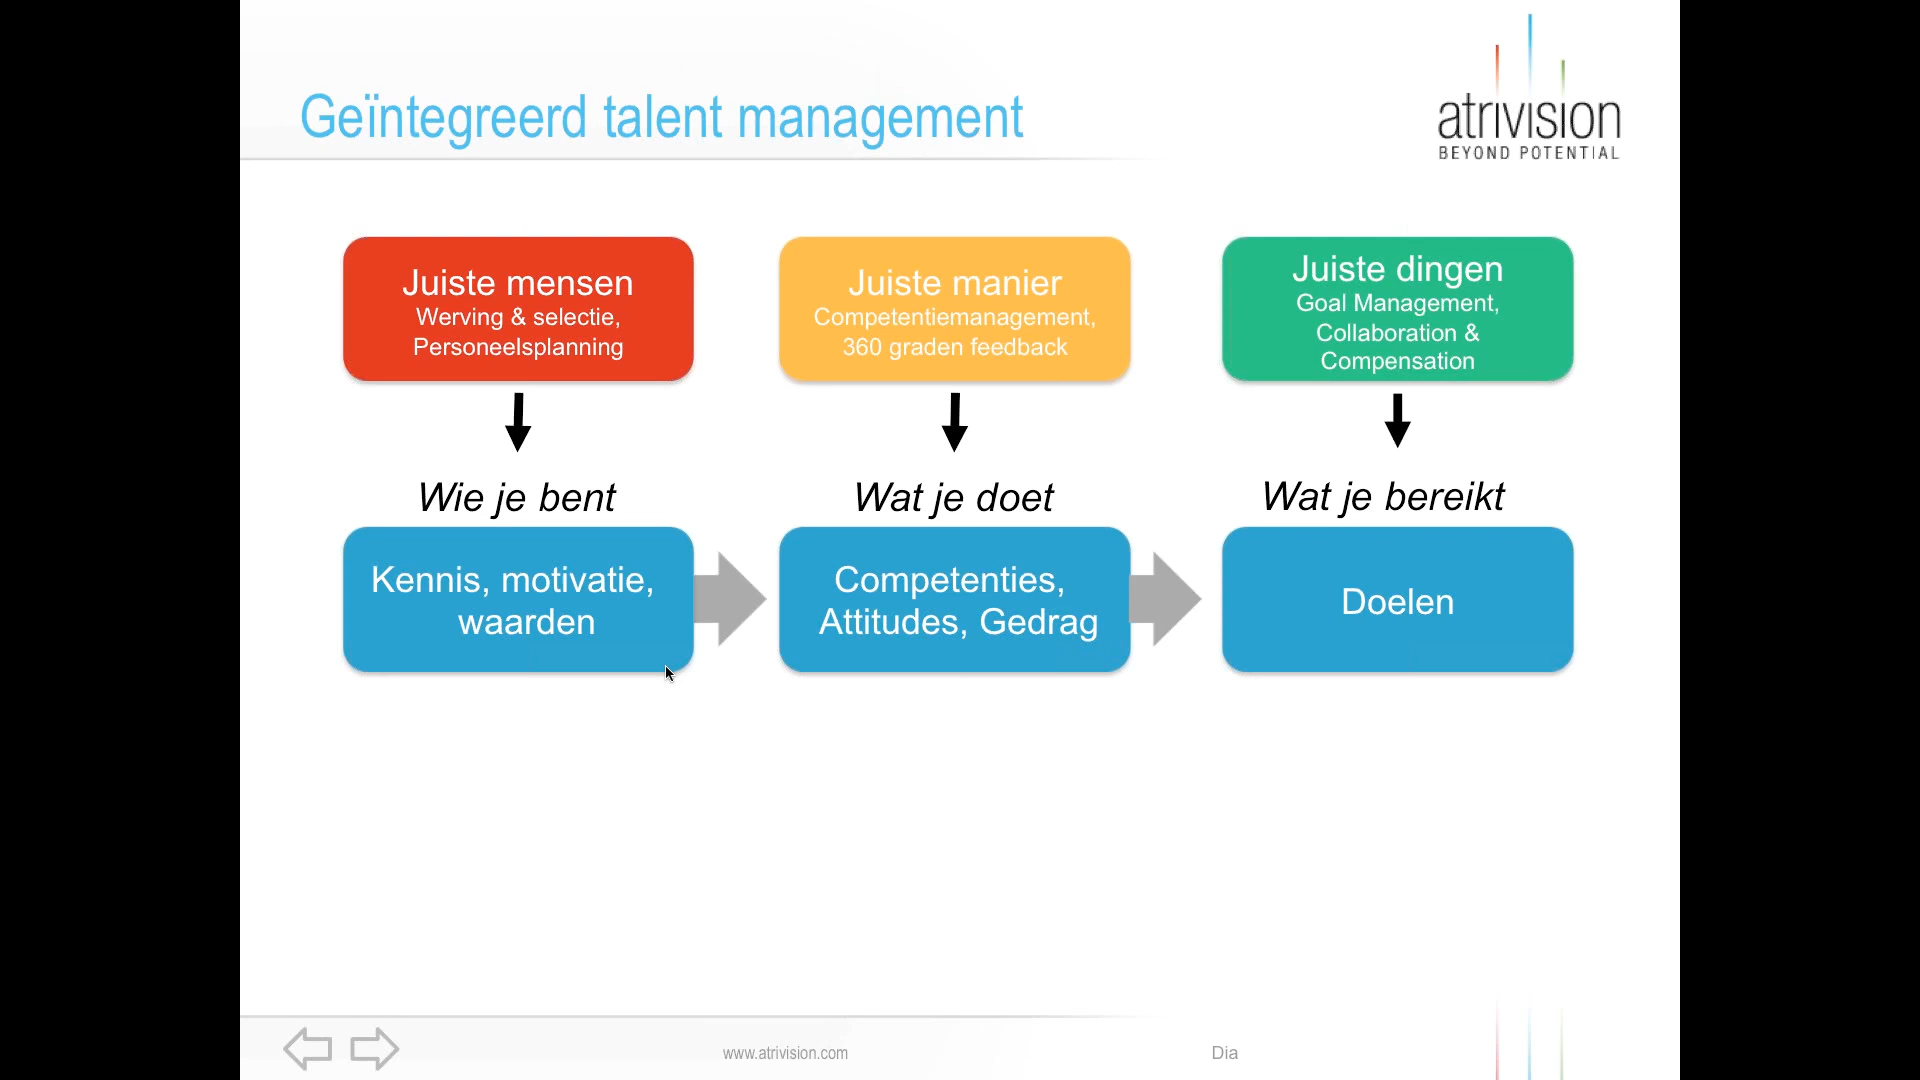 Geïntegreerd talent management
atrivision
BEYOND POTENTIAL
Juiste mensen
Werving & selectie,
Personeelsplanning
Juiste manier
Competentiemanagement,
360 graden feedback
Juiste dingen
Goal Management,
Collaboration &
Compensation
Wie je bent
Wat je doet
Wat je bereikt
Kennis, motivatie,
waarden
Competenties,
Attitudes, Gedrag
Doelen
www.atrivision.com
Dia